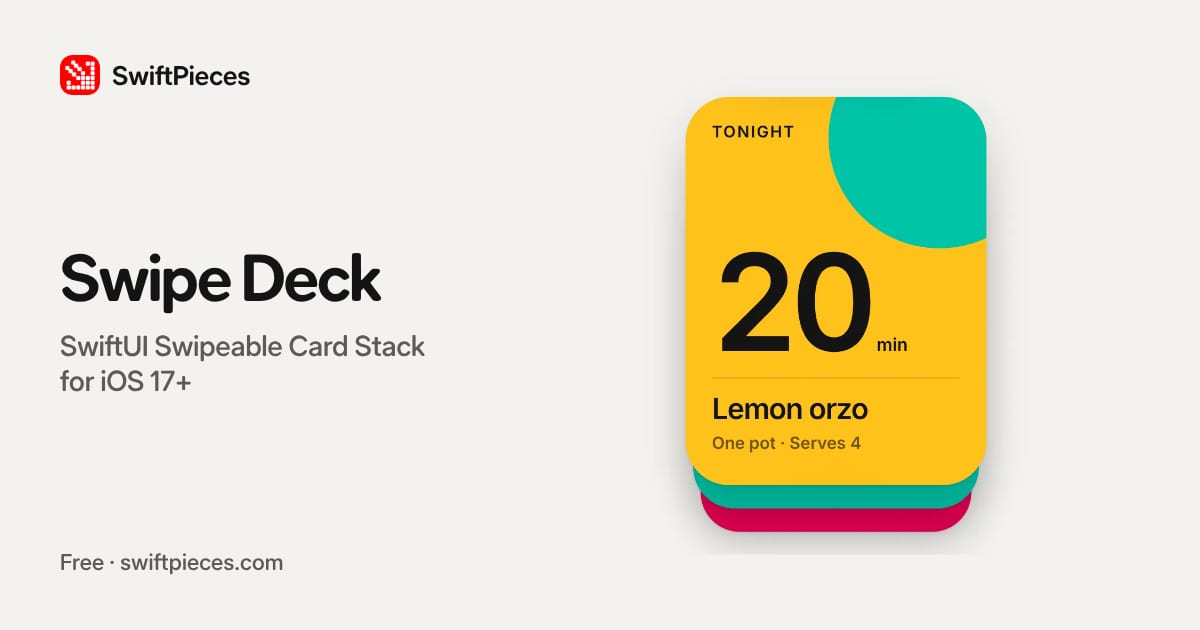 SwiftPieces
Swipe Deck
SwiftUI Swipeable Card Stack
for iOS 17+
Free · swiftpieces.com
TONIGHT
20 min
Lemon orzo
One pot · Serves 4